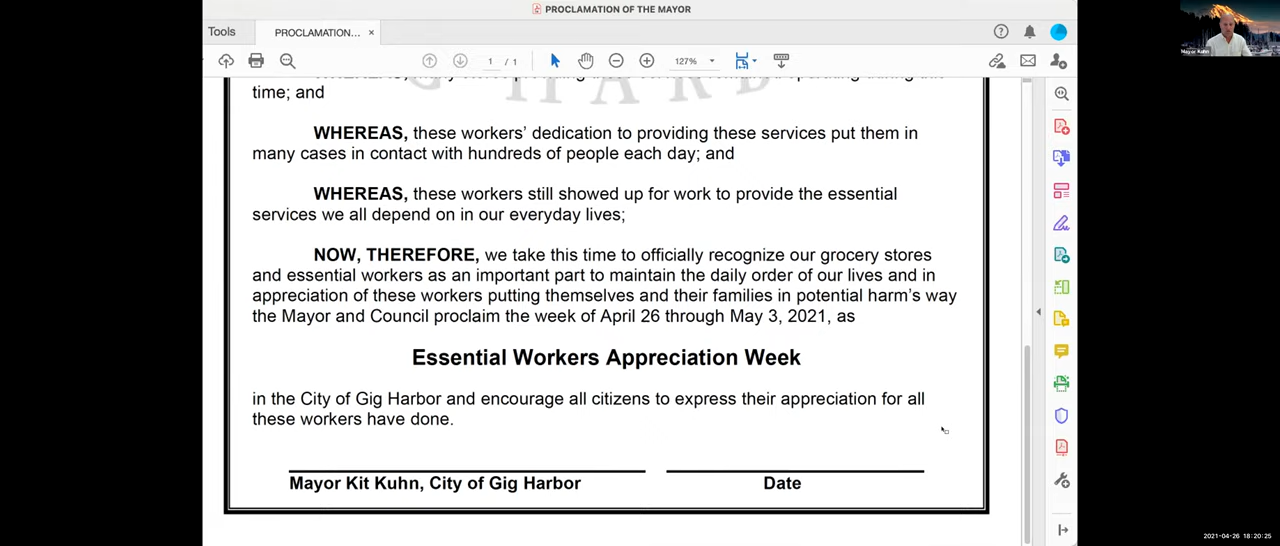 PROCLAMATION OF THE MAYOR
Tools
PROCLAMATION... ×
1 / 1
127%
Mayor Kuhn
time; and
WHEREAS, these workers' dedication to providing these services put them in
many cases in contact with hundreds of people each day; and
WHEREAS, these workers still showed up for work to provide the essential
services we all depend on in our everyday lives;
NOW, THEREFORE, we take this time to officially recognize our grocery stores
and essential workers as an important part to maintain the daily order of our lives and in
appreciation of these workers putting themselves and their families in potential harm's way
the Mayor and Council proclaim the week of April 26 through May 3, 2021, as
Essential Workers Appreciation Week
in the City of Gig Harbor and encourage all citizens to express their appreciation for all
these workers have done.
Mayor Kit Kuhn, City of Gig Harbor
Date
2021-04-26 18:20:25